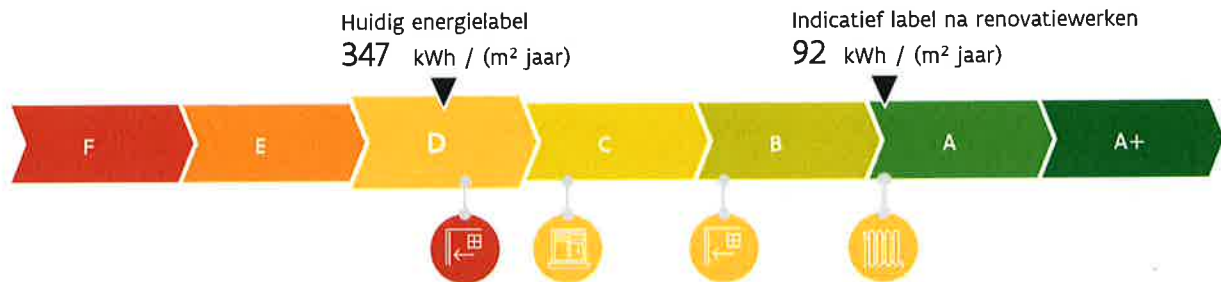 Huidig energielabel
347 kWh / (m² jaar)
Indicatief label na renovatiewerken
92 kWh / (m² jaar)
F E D C B A A+